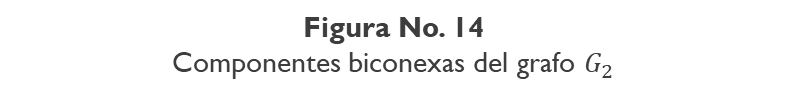 Figura No. 14
Componentes biconexas del grafo G₂